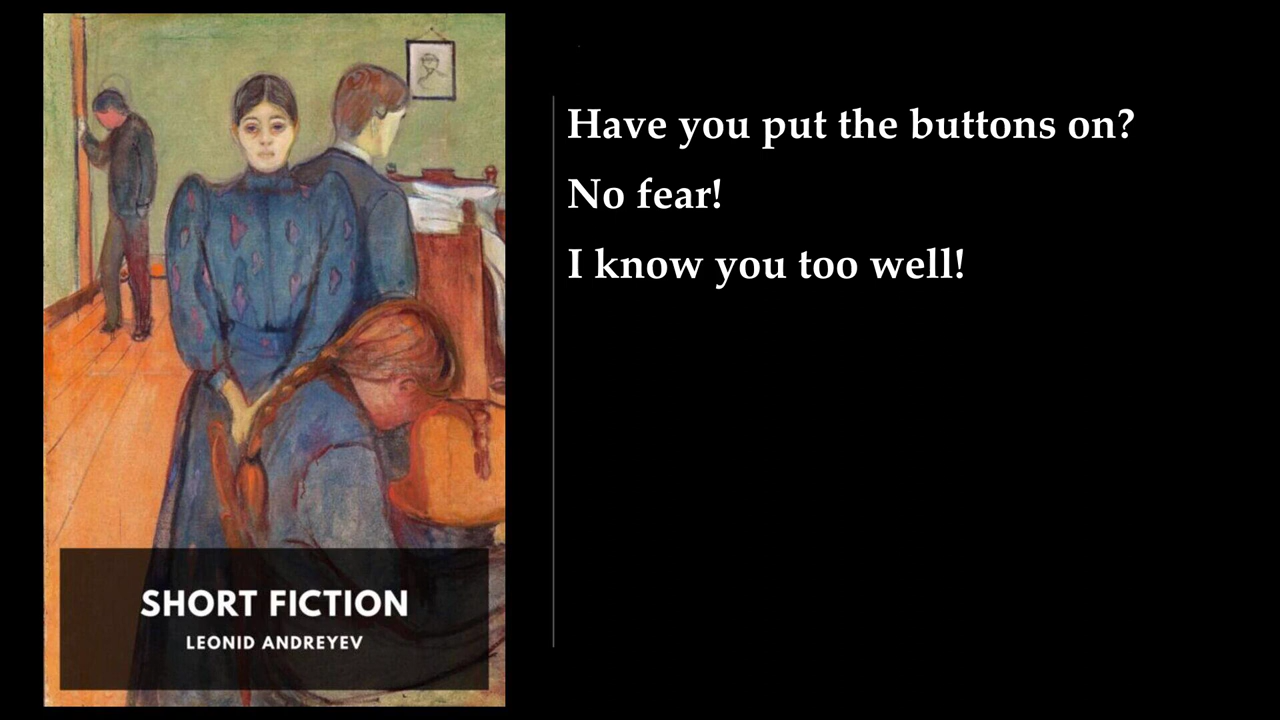 SHORT FICTION
LEONID ANDREYEV
Have you put the buttons on?
No fear!
I know you too well!